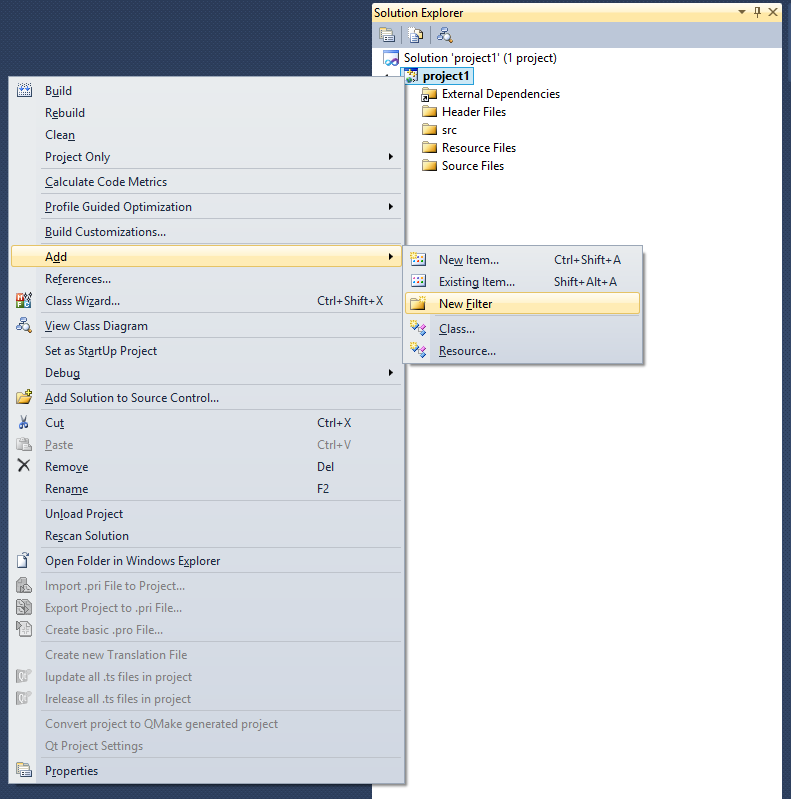 Solution Explorer
Solution 'project1' (1 project)
project1
External Dependencies
Header Files
src
Resource Files
Source Files
Build
Rebuild
Clean
Project Only
Calculate Code Metrics
Profile Guided Optimization
Build Customizations...
Add
References...
Class Wizard... Ctrl+Shift+X
View Class Diagram
Set as StartUp Project
Debug
Add Solution to Source Control...
Cut Ctrl+X
Paste Ctrl+V
Remove Del
Rename F2
Unload Project
Rescan Solution
Open Folder in Windows Explorer
Import .pri File to Project...
Export Project to .pri File...
Create basic .pro File...
Create new Translation File
lupdate all .ts files in project
lrelease all .ts files in project
Convert project to QMake generated project
Qt Project Settings
Properties
New Item... Ctrl+Shift+A
Existing Item... Shift+Alt+A
New Filter
Class...
Resource...